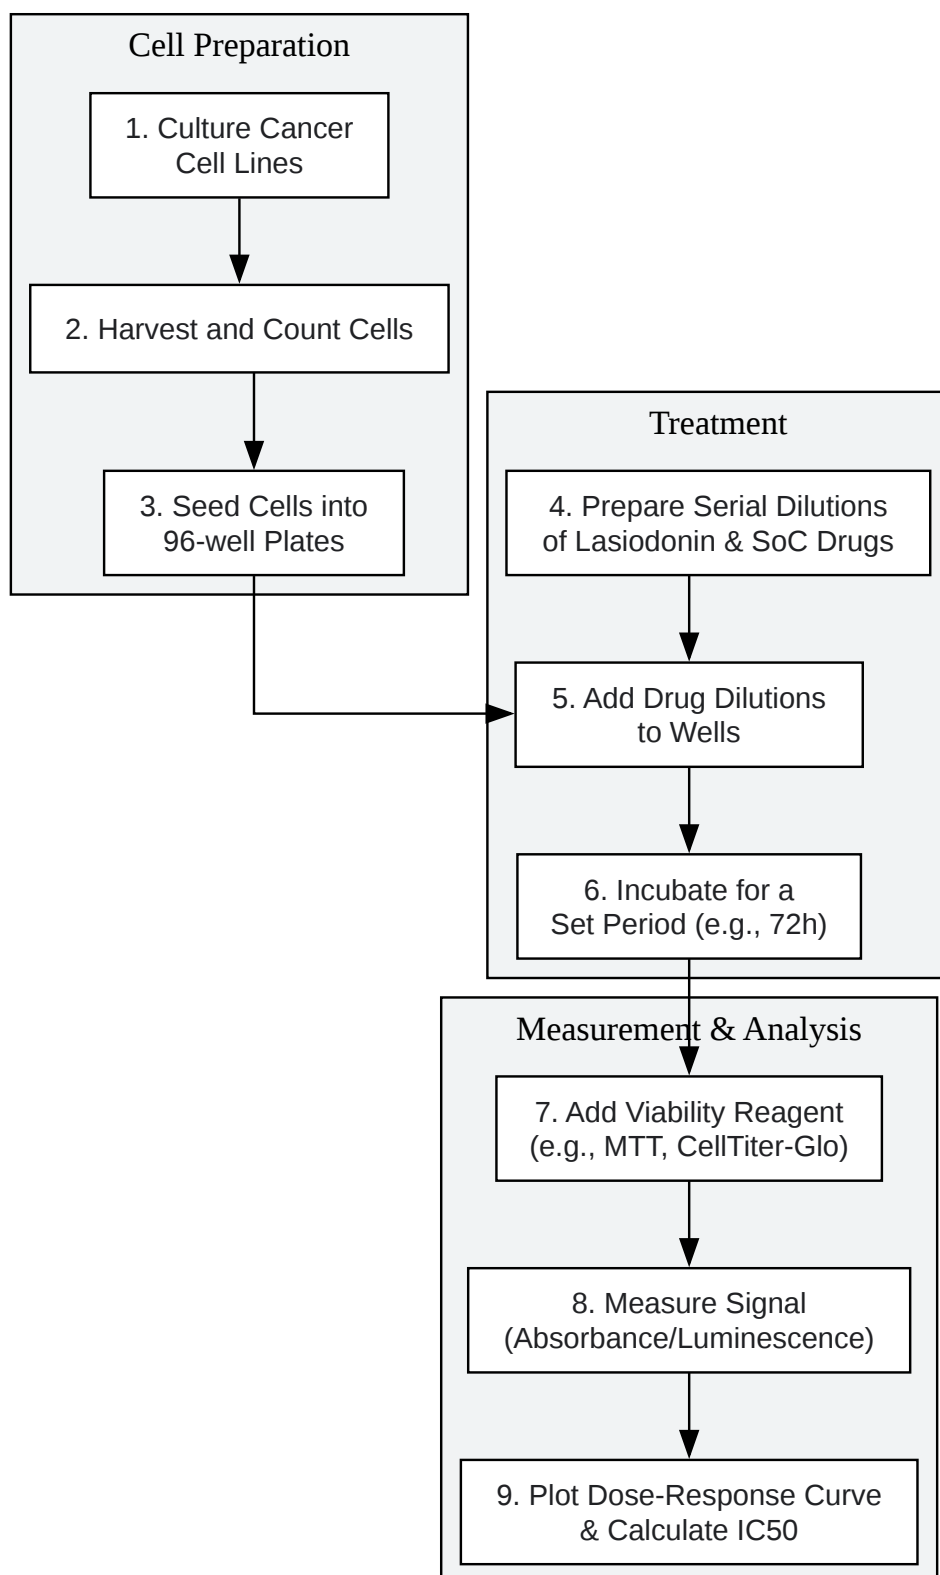 Cell Preparation
1. Culture Cancer
Cell Lines
2. Harvest and Count Cells
3. Seed Cells into
96-well Plates
Treatment
4. Prepare Serial Dilutions
of Lasiodonin & SoC Drugs
5. Add Drug Dilutions
to Wells
6. Incubate for a
Set Period (e.g., 72h)
Measurement & Analysis
7. Add Viability Reagent
(e.g., MTT, CellTiter-Glo)
8. Measure Signal
(Absorbance/Luminescence)
9. Plot Dose-Response Curve
& Calculate IC50